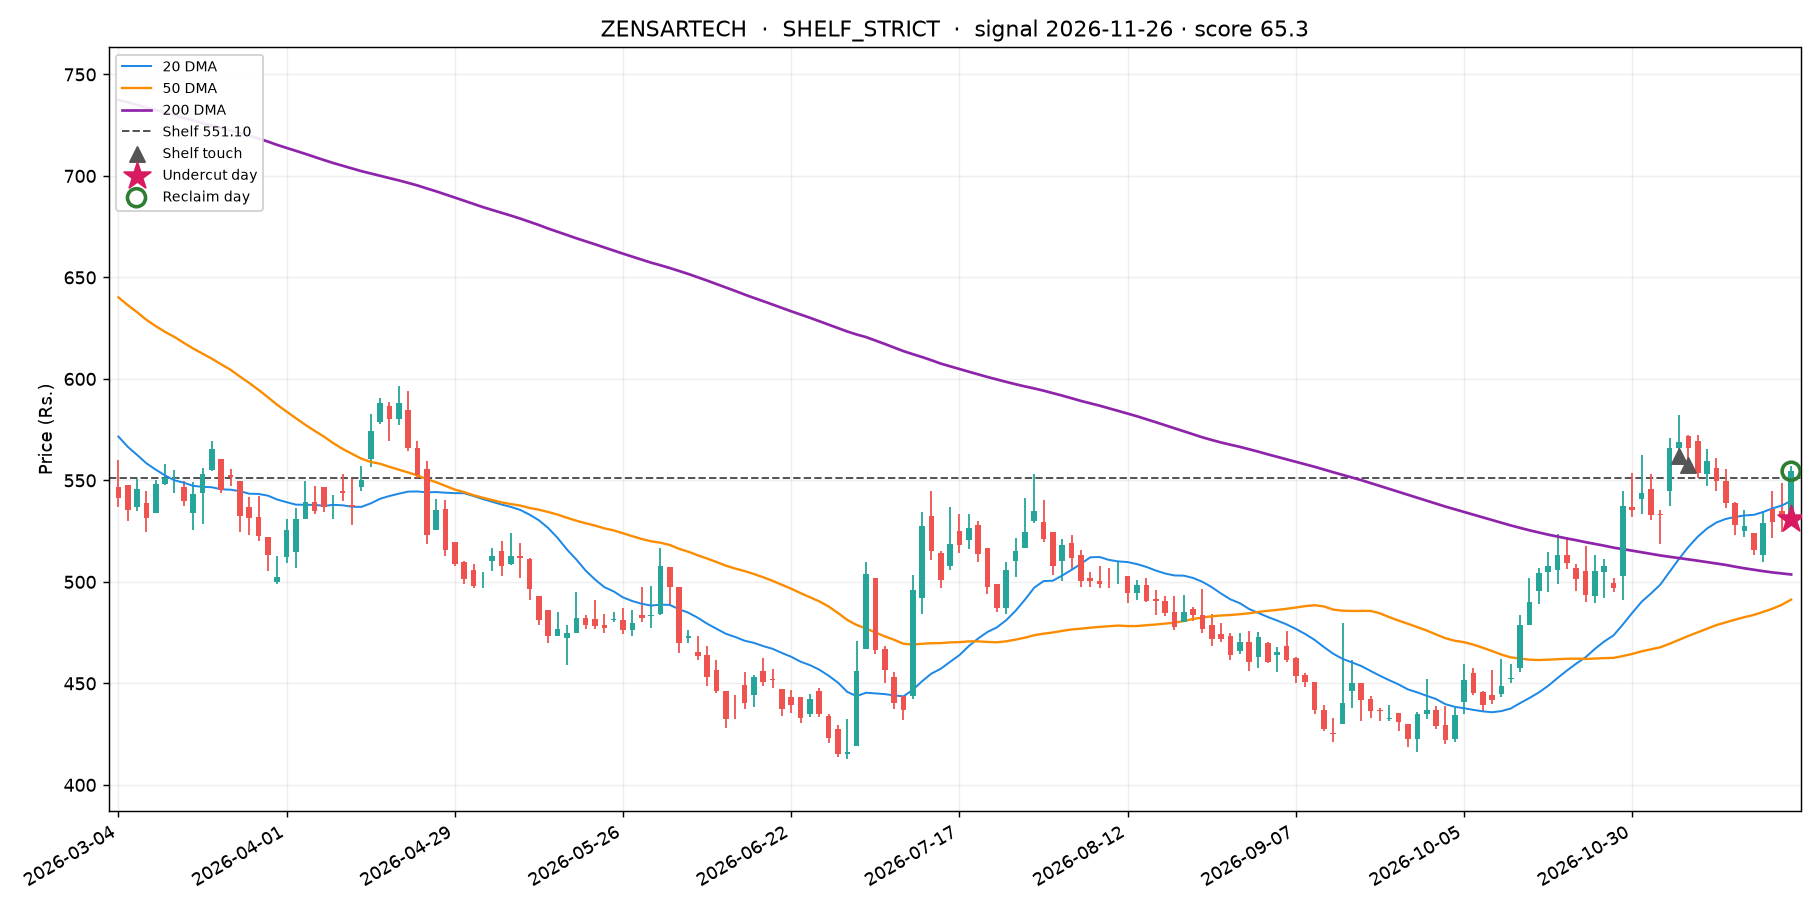 ZENSARTECH · SHELF_STRICT · signal 2026-11-26 · score 65.3
20 DMA
50 DMA
200 DMA
Shelf 551.10
Shelf touch
Undercut day
Reclaim day
Price (Rs.)
750
700
650
600
550
500
450
400
2026-03-04
2026-04-01
2026-04-29
2026-05-26
2026-06-22
2026-07-17
2026-08-12
2026-09-07
2026-10-05
2026-10-30